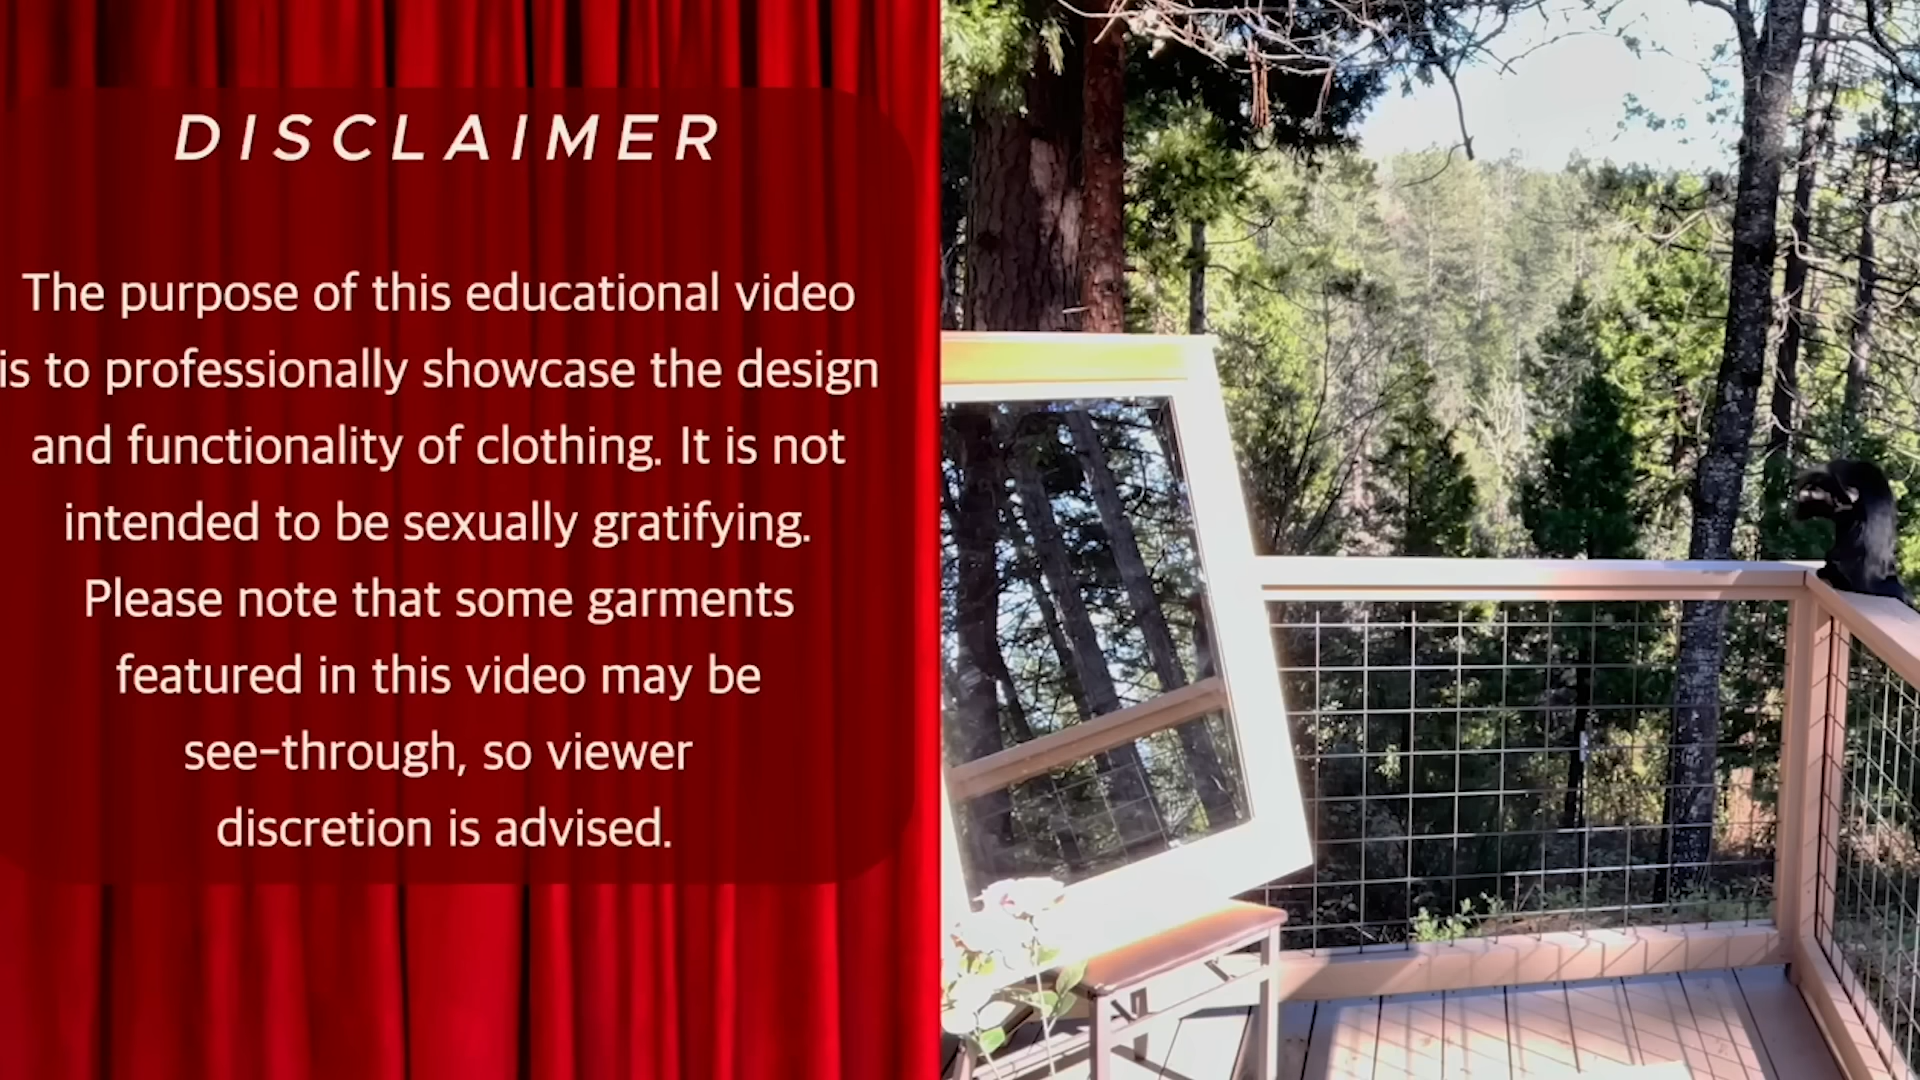 DISCLAIMER
The purpose of this educational video
is to professionally showcase the design
and functionality of clothing. It is not
intended to be sexually gratifying.
Please note that some garments
featured in this video may be
see-through, so viewer
discretion is advised.